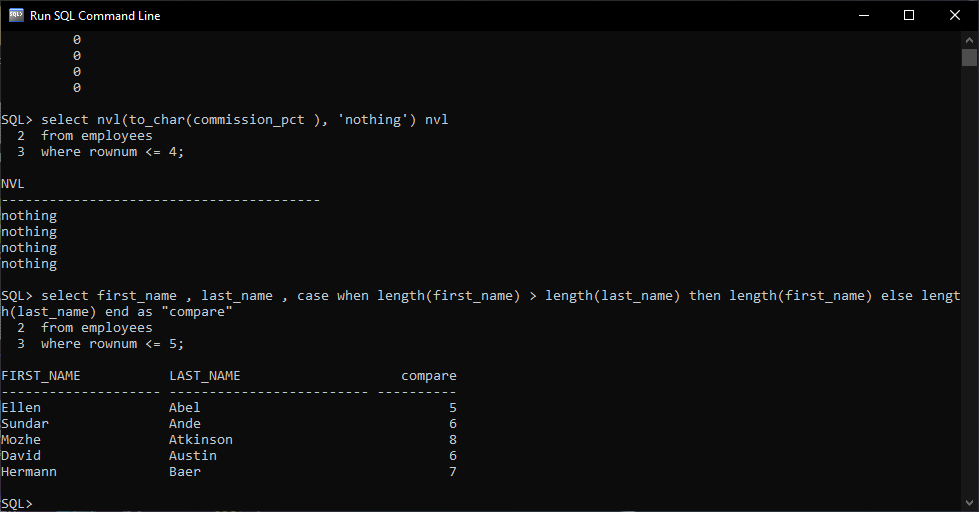 Run SQL Command Line
0
0
0
0
SQL> select nvl(to_char(commission_pct ), 'nothing') nvl
  2  from employees
  3  where rownum <= 4;
NVL
----------------------------------------
nothing
nothing
nothing
nothing
SQL> select first_name , last_name , case when length(first_name) > length(last_name) then length(first_name) else lengt
h(last_name) end as "compare"
  2  from employees
  3  where rownum <= 5;
FIRST_NAME           LAST_NAME                    compare
-------------------- ------------------------- ----------
Ellen                Abel                               5
Sundar               Ande                               6
Mozhe                Atkinson                           8
David                Austin                             6
Hermann              Baer                               7
SQL>